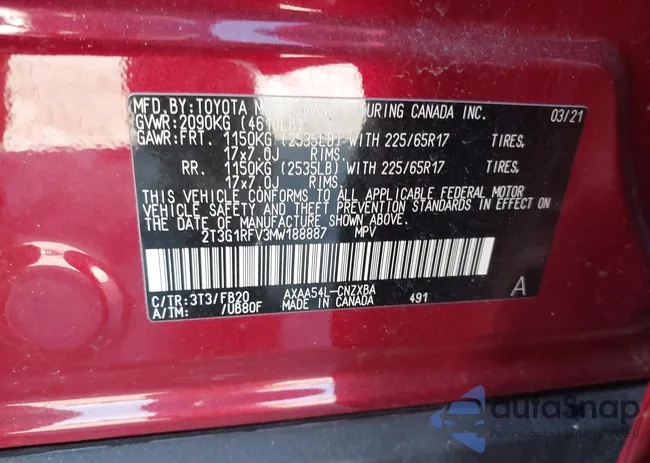 MFD.BY:TOYOTA M URING CANADA INC. 03/21
GVWR:2090KG (4610LB)
GAWR:FRT. 1150KG (2535LB) WITH 225/65R17 TIRES,
17x7.0J RIMS.
RR. 1150KG (2535LB) WITH 225/65R17 TIRES,
17x7.0J RIMS.
THIS VEHICLE CONFORMS TO ALL APPLICABLE FEDERAL MOTOR
VEHICLE SAFETY AND THEFT PREVENTION STANDARDS IN EFFECT ON
THE DATE OF MANUFACTURE SHOWN ABOVE.
2T3G1RFV3MW188887 MPV
C/TR:3T3/FB20 AXAA54L-CNZXBA 491 A
A/TM: /UB80F MADE IN CANADA
autoSnap